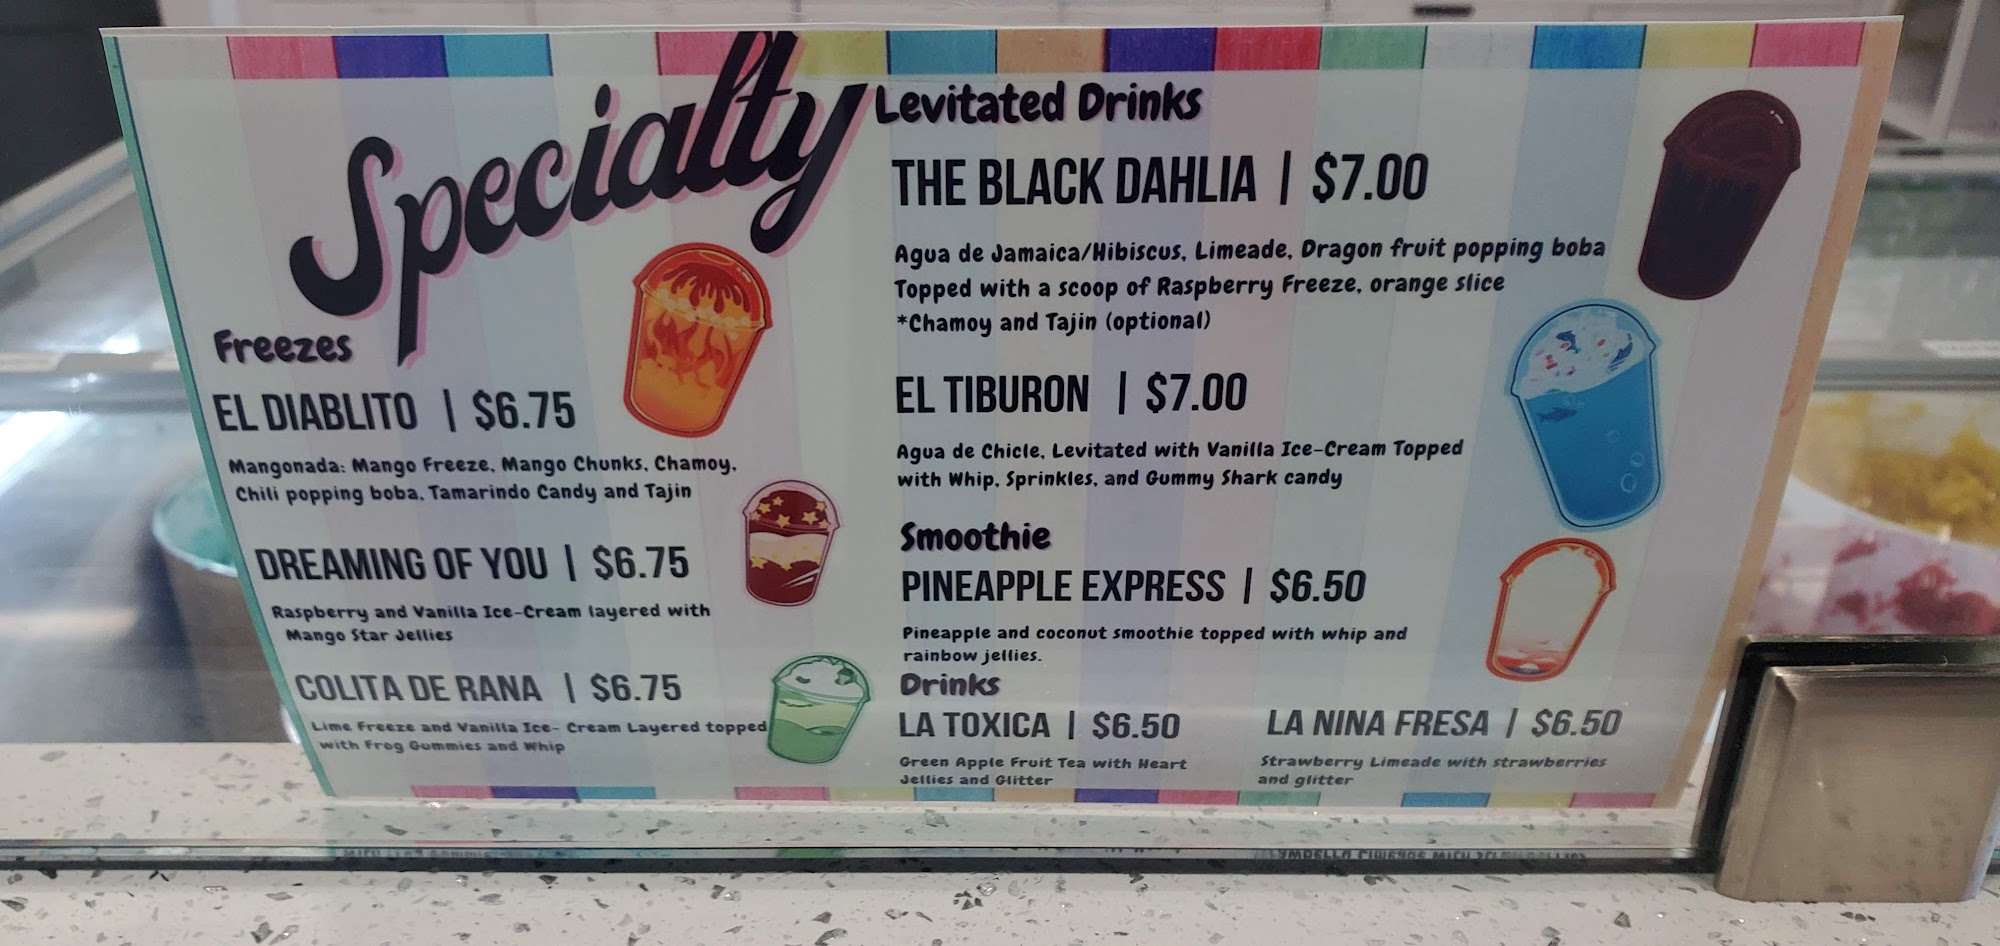 Specialty
Freezes
EL DIABLITO | $6.75
Mangonada: Mango Freeze, Mango Chunks, Chamoy,
Chili popping boba, Tamarindo Candy and Tajin
DREAMING OF YOU | $6.75
Raspberry and Vanilla Ice-Cream layered with
Mango Star Jellies
COLITA DE RANA | $6.75
Lime Freeze and Vanilla Ice- Cream Layered topped
with Frog Gummies and Whip
Levitated Drinks
THE BLACK DAHLIA | $7.00
Agua de Jamaica/Hibiscus, Limeade, Dragon fruit popping boba
Topped with a scoop of Raspberry Freeze, orange slice
*Chamoy and Tajin (optional)
EL TIBURON | $7.00
Agua de Chicle, Levitated with Vanilla Ice-Cream Topped
with Whip, Sprinkles, and Gummy Shark candy
Smoothie
PINEAPPLE EXPRESS | $6.50
Pineapple and coconut smoothie topped with whip and
rainbow jellies.
Drinks
LA TOXICA | $6.50
Green Apple Fruit Tea with Heart
Jellies and Glitter
LA NINA FRESA | $6.50
Strawberry Limeade with strawberries
and glitter